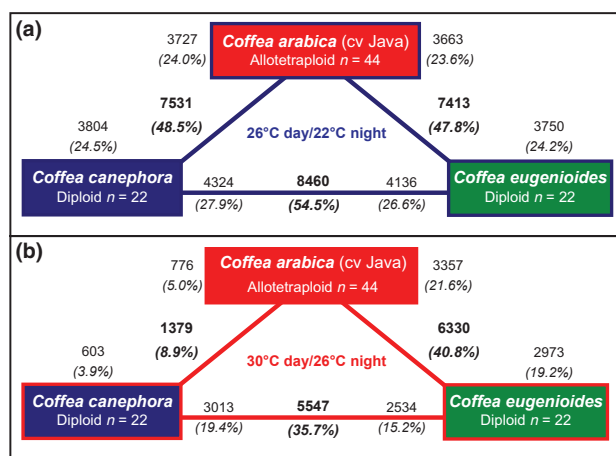 (a)
3727
(24.0%)
Coffea arabica (cv Java)
Allotetraploid n = 44
3663
(23.6%)
7531
(48.5%)
7413
(47.8%)
3804
(24.5%)
26°C day/22°C night
3750
(24.2%)
Coffea canephora
Diploid n = 22
4324
(27.9%)
8460
(54.5%)
4136
(26.6%)
Coffea eugenioides
Diploid n = 22
(b)
776
(5.0%)
Coffea arabica (cv Java)
Allotetraploid n = 44
3357
(21.6%)
1379
(8.9%)
6330
(40.8%)
603
(3.9%)
30°C day/26°C night
2973
(19.2%)
Coffea canephora
Diploid n = 22
3013
(19.4%)
5547
(35.7%)
2534
(15.2%)
Coffea eugenioides
Diploid n = 22